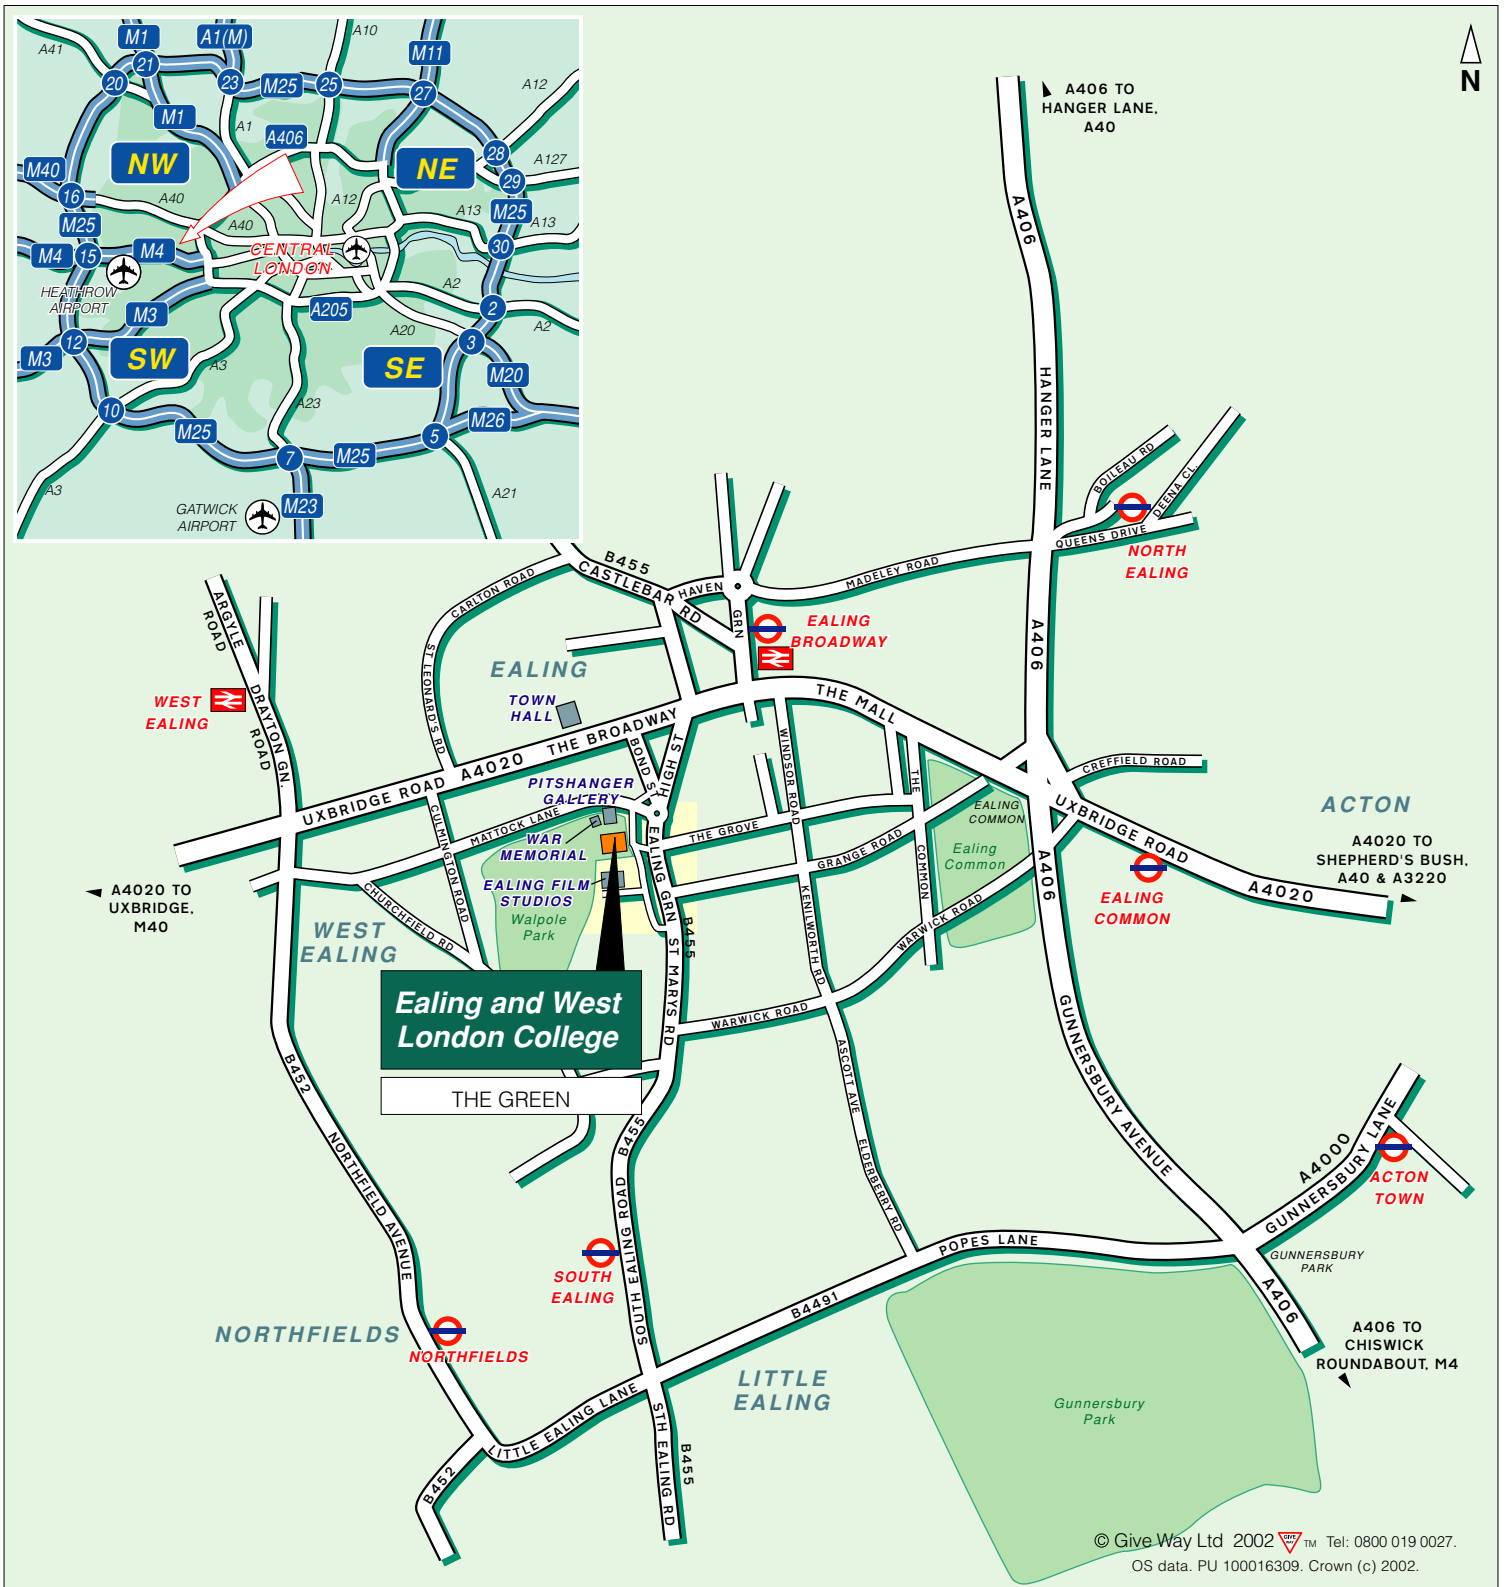 A41
M1
A1(M)
A10
M11
20
21
23
M25
25
27
A12
M1
A1
A406
28
A127
NW
NE
29
M40
16
A40
A12
M25
A13
A13
M25
A40
30
M4
15
M4
CENTRAL
LONDON
HEATHROW
AIRPORT
A2
M3
A205
2
A2
A20
12
3
M3
SW
A3
SE
M20
10
A23
M26
M25
5
7
M25
A3
A21
GATWICK
AIRPORT
M23
N
A406 TO
HANGER LANE,
A40
A406
HANGER LANE
BOILEAU RD
DEENA CL.
QUEENS DRIVE
NORTH
EALING
B455
CASTLEBAR RD
CARLTON ROAD
HAVEN
GRN
MADELEY ROAD
ARGYLE
ROAD
EALING
BROADWAY
A406
ST LEONARD'S RD
EALING
WEST
EALING
DRAYTON GN.
ROAD
TOWN
HALL
THE MALL
THE BROADWAY
UXBRIDGE ROAD A4020
BOND ST
HIGH ST
WINDSOR ROAD
THE
COMMON
CREFFIELD ROAD
PITSHANGER
GALLERY
EALING
COMMON
UXBRIDGE ROAD
A4020
ACTON
CULMINGTON ROAD
MATTOCK LANE
WAR
MEMORIAL
THE GROVE
GRANGE ROAD
Ealing
Common
A406
A4020 TO
SHEPHERD'S BUSH,
A40 & A3220
A4020 TO
UXBRIDGE,
M40
CHURCHFIELD RD
EALING FILM
STUDIOS
Walpole
Park
EALING GRN
B455
KENILWORTH RD
WARWICK ROAD
EALING
COMMON
WEST
EALING
Ealing and West
London College
THE GREEN
ST MARYS RD
WARWICK ROAD
GUNNERSBURY AVENUE
B452
ASCOTT AVE
NORTHFIELD AVENUE
B455
ELDERBERRY RD
A4000
GUNNERSBURY LANE
ACTON
TOWN
SOUTH EALING ROAD
POPES LANE
GUNNERSBURY
PARK
SOUTH
EALING
B4491
A406
NORTHFIELDS
NORTHFIELDS
A406 TO
CHISWICK
ROUNDABOUT, M4
LITTLE
EALING
LITTLE EALING LANE
Gunnersbury
Park
STH EALING RD
B455
B452
© Give Way Ltd 2002 GIVE WAY TM Tel: 0800 019 0027.
OS data. PU 100016309. Crown (c) 2002.